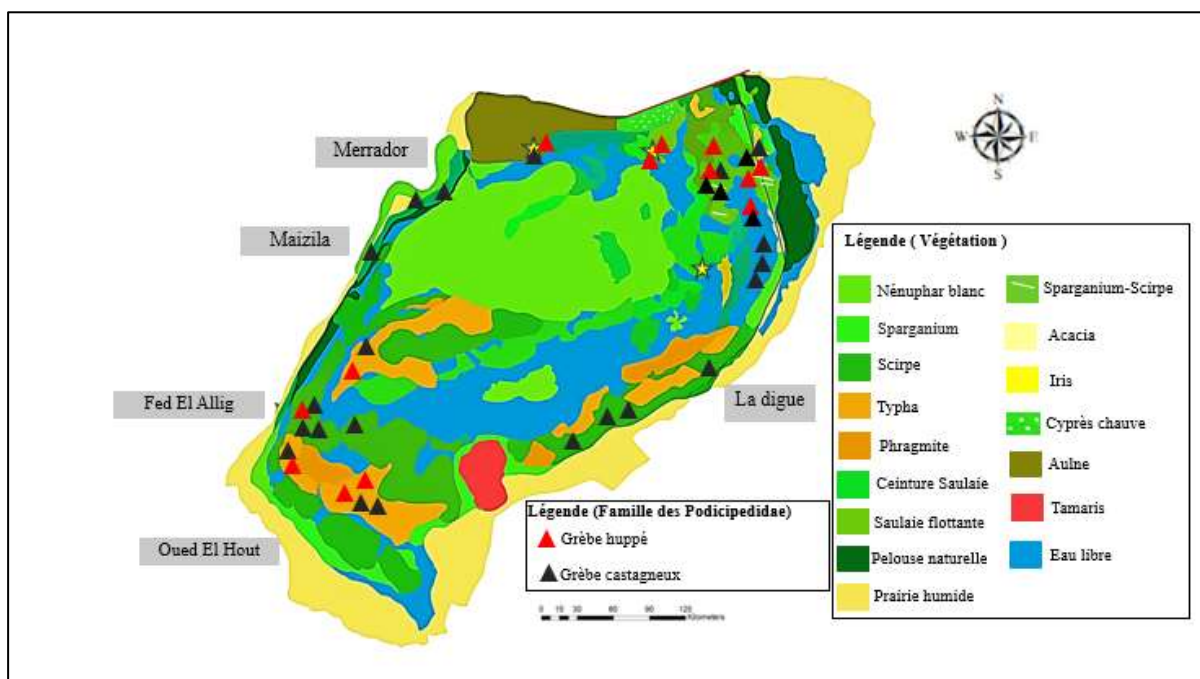 N
W
E
S
Merrador
Maizila
Fed El Allig
Oued El Hout
La digue
Légende ( Végétation )
Nénuphar blanc
Sparganium
Scirpe
Typha
Phragmite
Ceinture Saulaie
Saulaie flottante
Pelouse naturelle
Prairie humide
Sparganium-Scirpe
Acacia
Iris
Cyprès chauve
Aulne
Tamaris
Eau libre
Légende (Famille des Podicipedidae)
Grèbe huppé
Grèbe castagneux
0 15 30 60 90 120
Kilometers